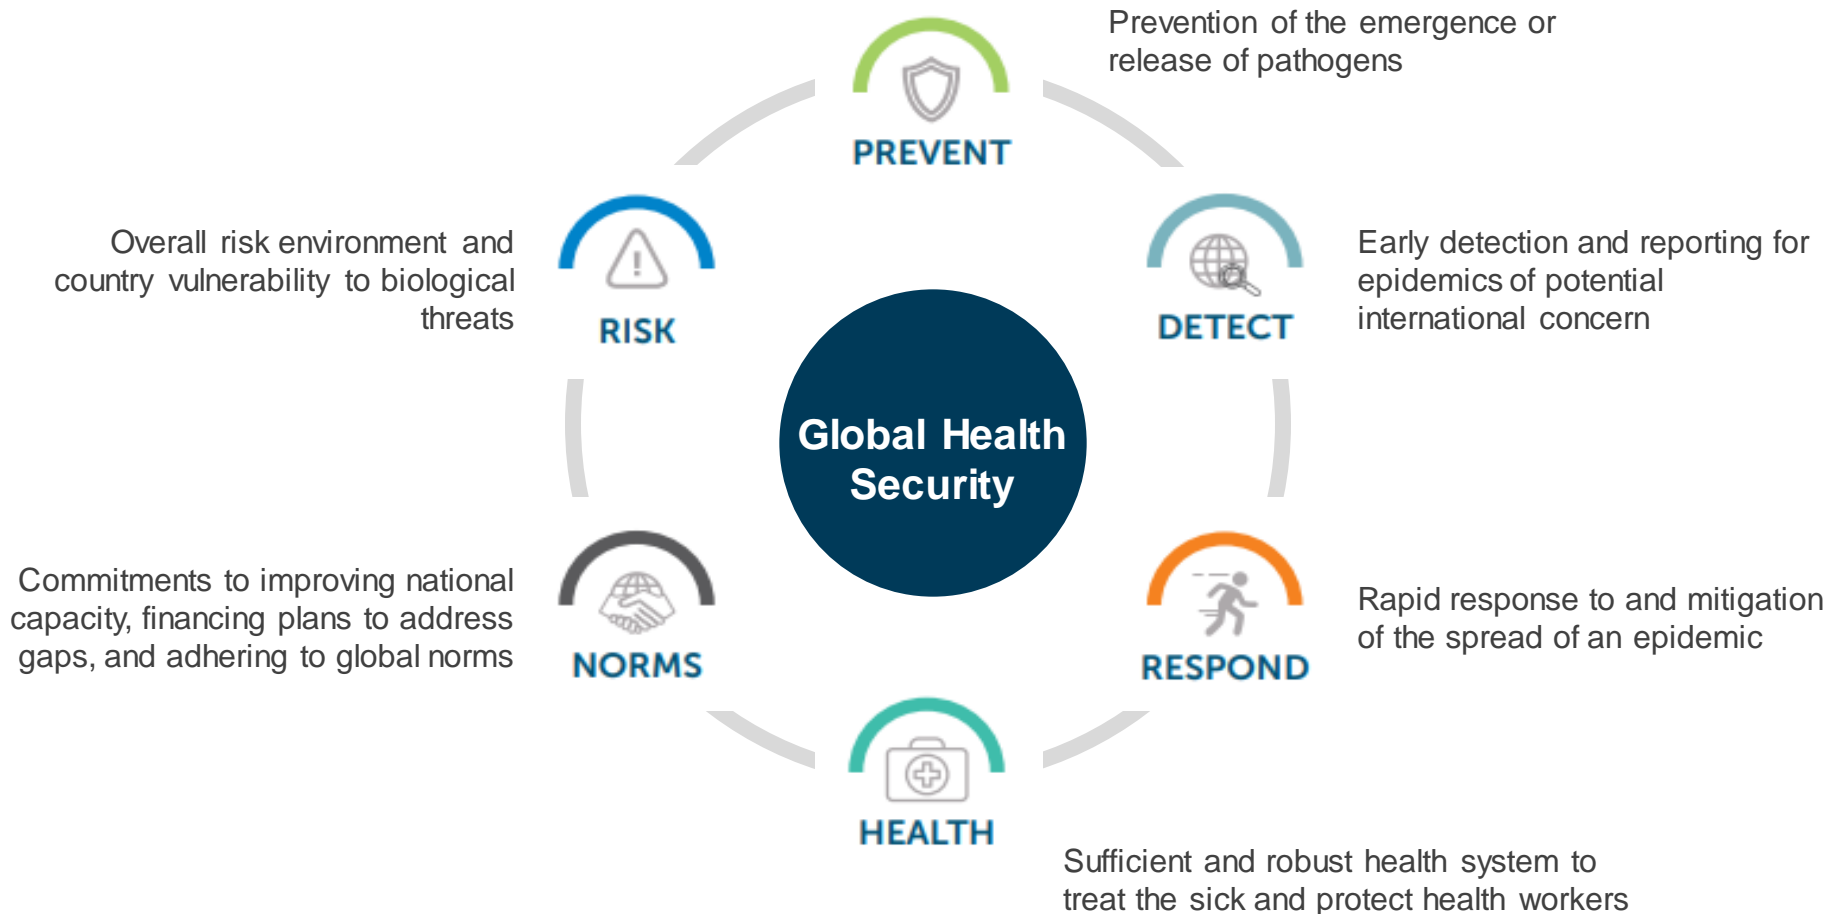 Prevention of the emergence or
release of pathogens
PREVENT
Overall risk environment and
country vulnerability to biological
threats
RISK
DETECT
Early detection and reporting for
epidemics of potential
international concern
Global Health
Security
Commitments to improving national
capacity, financing plans to address
gaps, and adhering to global norms
NORMS
RESPOND
Rapid response to and mitigation
of the spread of an epidemic
HEALTH
Sufficient and robust health system to
treat the sick and protect health workers